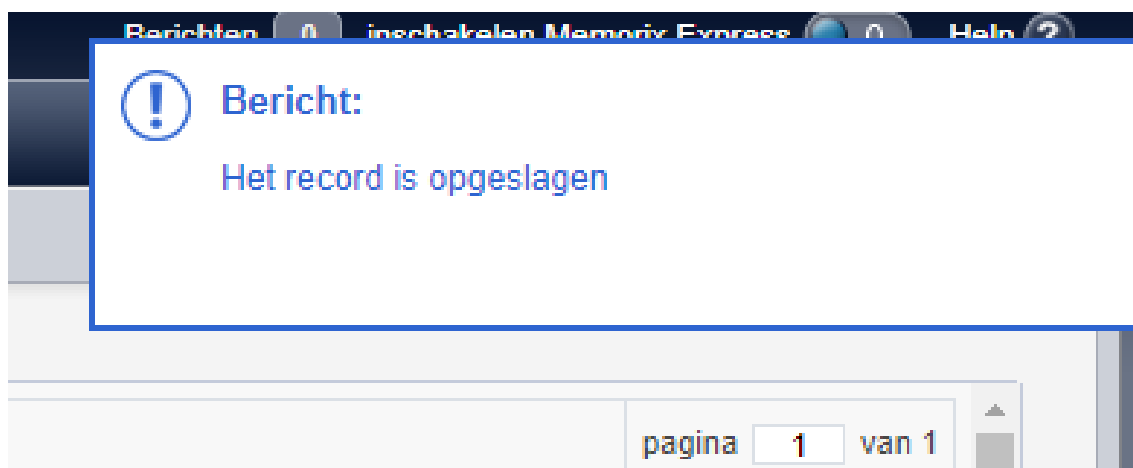 Berichten 0 inschakelen Memorix Express 0 Help ?
Bericht:
Het record is opgeslagen
pagina 1 van 1